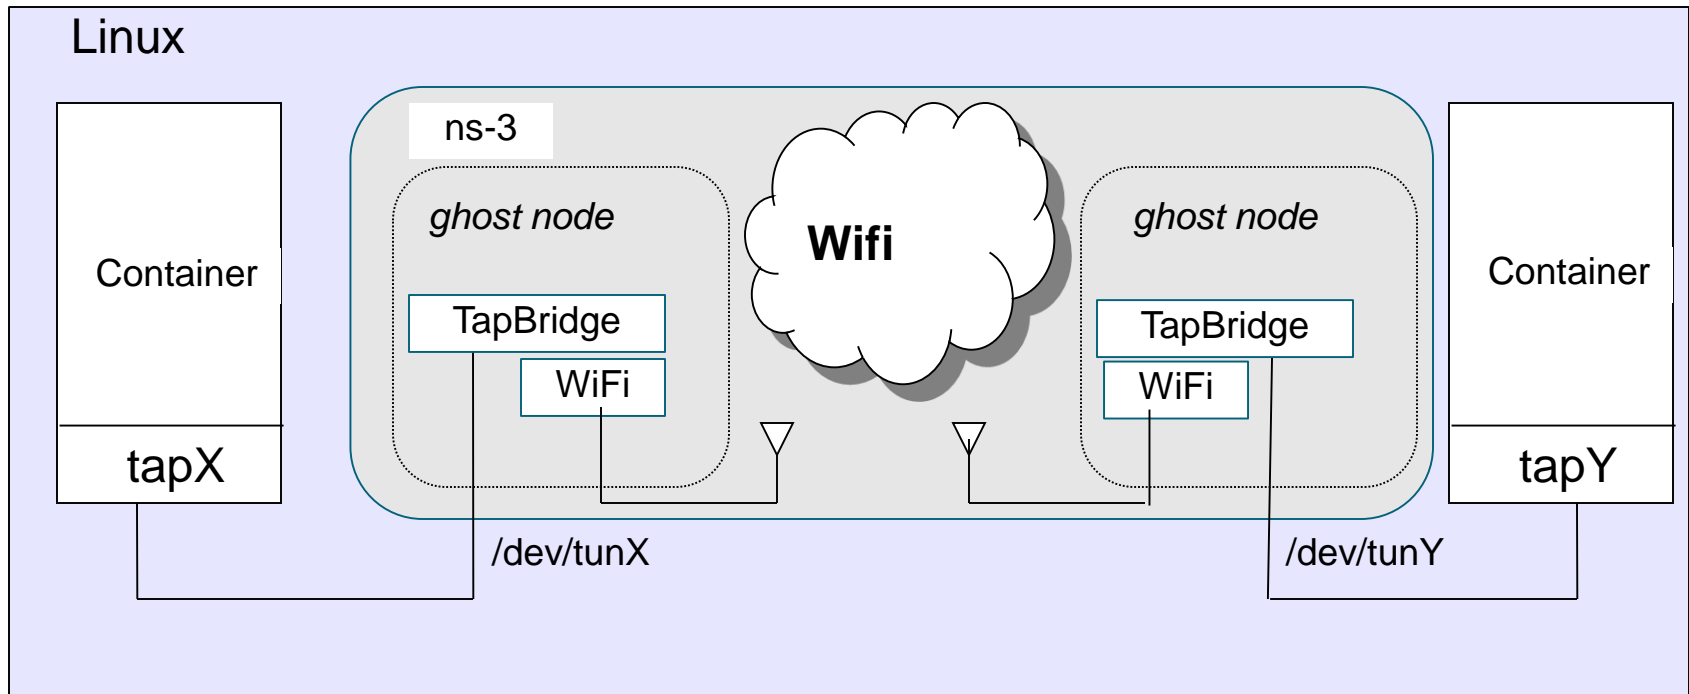 Linux
ns-3
ghost node
ghost node
Wifi
Container
Container
TapBridge
TapBridge
WiFi
WiFi
tapX
tapY
/dev/tunX
/dev/tunY